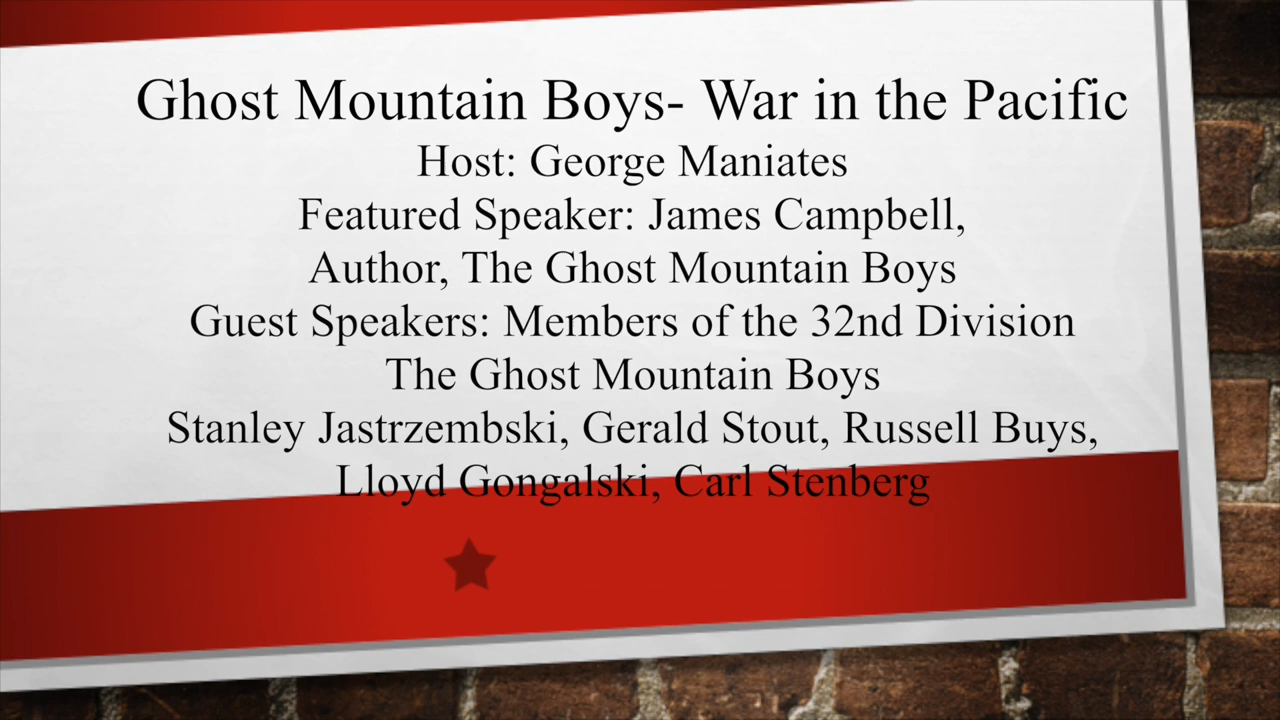 Ghost Mountain Boys- War in the Pacific
Host: George Maniates
Featured Speaker: James Campbell,
Author, The Ghost Mountain Boys
Guest Speakers: Members of the 32nd Division
The Ghost Mountain Boys
Stanley Jastrzembski, Gerald Stout, Russell Buys,
Lloyd Gongalski, Carl Stenberg